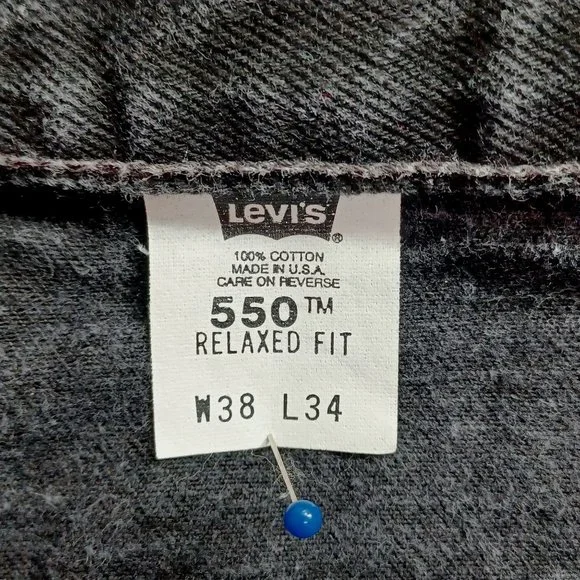 LEVI'S ®
100% COTTON
MADE IN U.S.A.
CARE ON REVERSE
550™
RELAXED FIT
W38 L34